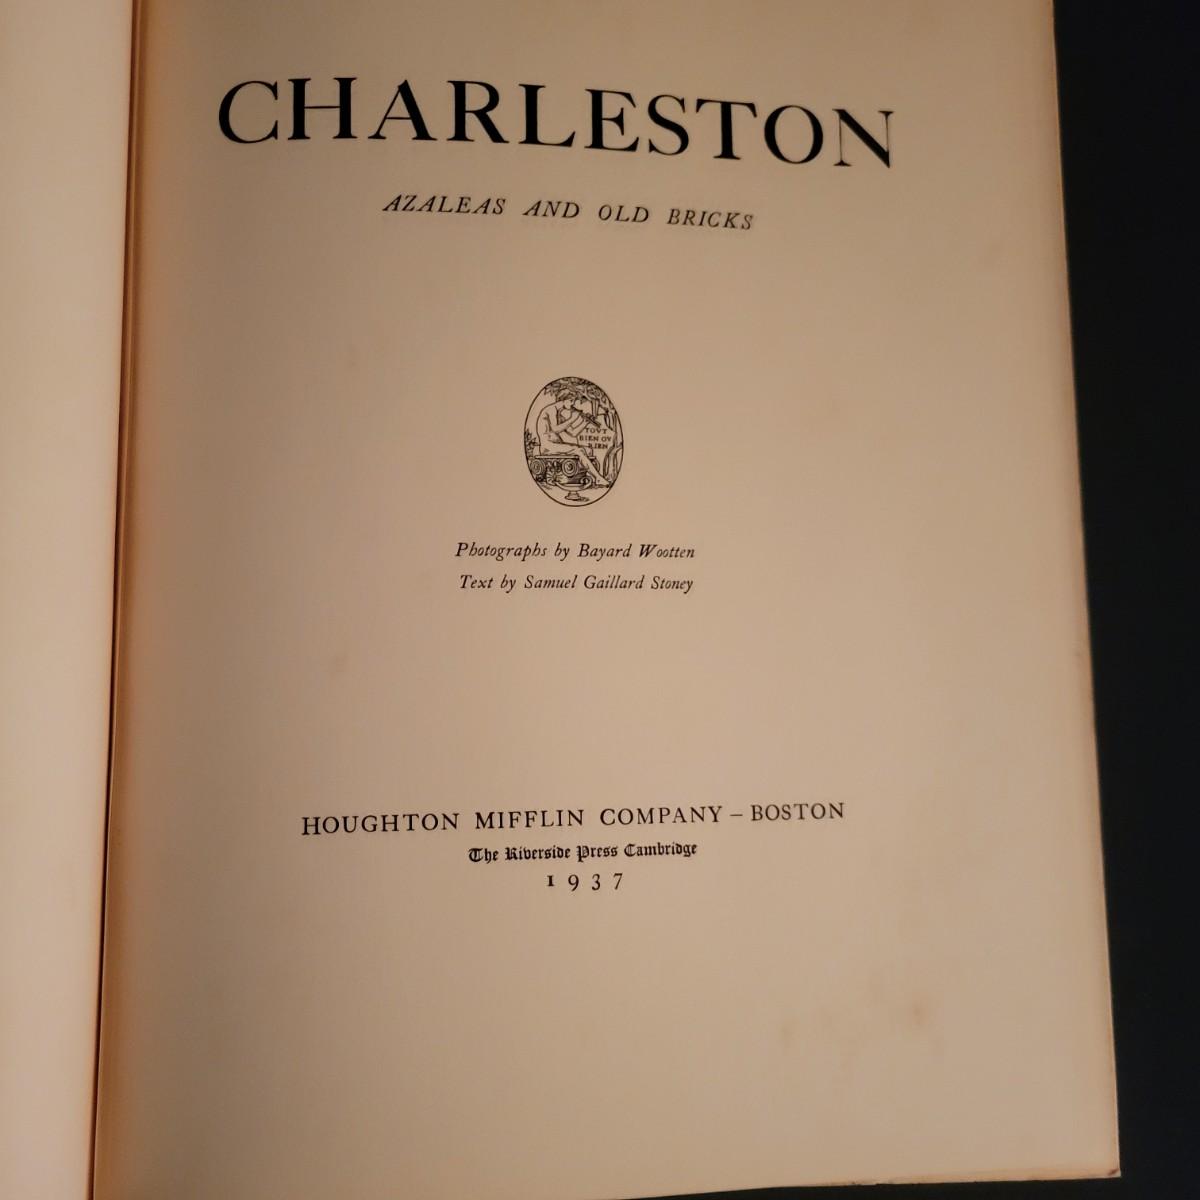 CHARLESTON
AZALEAS AND OLD BRICKS
TOVT
BIEN OV
RIEN
Photographs by Bayard Wootten
Text by Samuel Gaillard Stoney
HOUGHTON MIFFLIN COMPANY – BOSTON
The Riverside Press Cambridge
1937